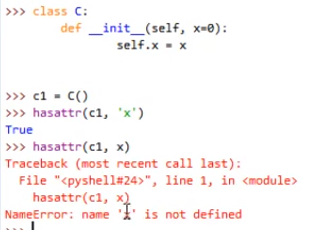 >>> class C:
        def __init__(self, x=0):
                self.x = x
>>> c1 = C()
>>> hasattr(c1, 'x')
True
>>> hasattr(c1, x)
Traceback (most recent call last):
  File "<pyshell#24>", line 1, in <module>
    hasattr(c1, x)
NameError: name 'x' is not defined
>>>